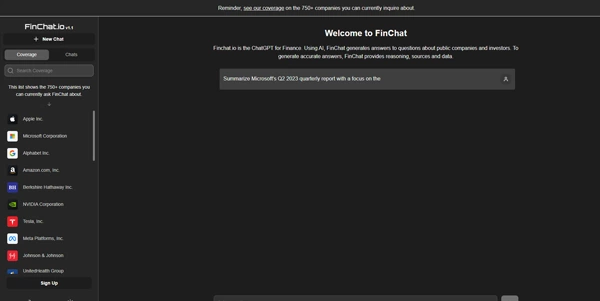 Reminder, see our coverage on the 750+ companies you can currently inquire about.
FinChat.io v1.1
+ New Chat
Coverage
Chats
Search Coverage
This list shows the 750+ companies you
can currently ask FinChat about.
Apple Inc.
Microsoft Corporation
Alphabet Inc.
Amazon.com, Inc.
Berkshire Hathaway Inc.
NVIDIA Corporation
Tesla, Inc.
Meta Platforms, Inc.
Johnson & Johnson
UnitedHealth Group
Sign Up
Welcome to FinChat
Finchat.io is the ChatGPT for Finance. Using AI, FinChat generates answers to questions about public companies and investors. To
generate accurate answers, FinChat provides reasoning, sources and data
Summarize Microsoft's Q2 2023 quarterly report with a focus on the